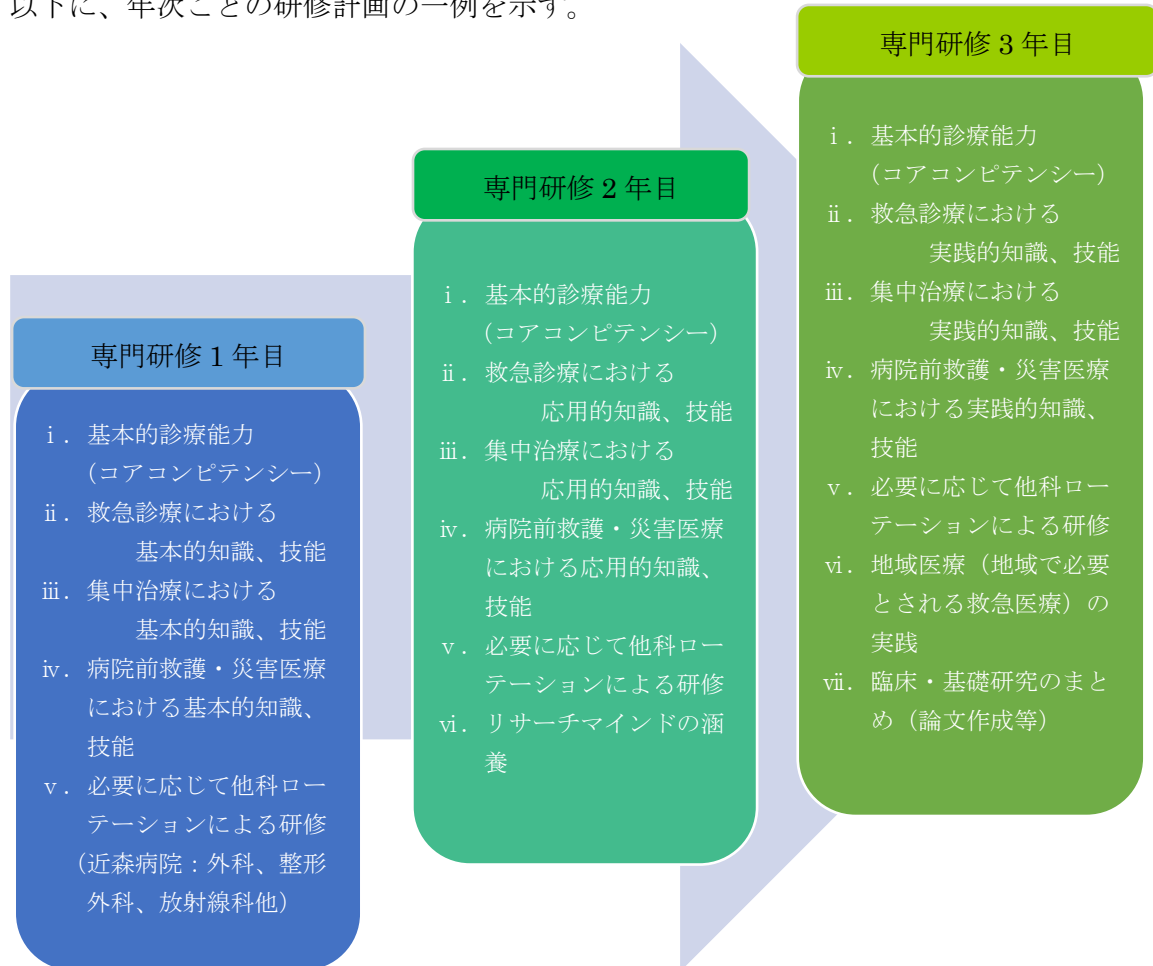 以下に、年次ごとの研修計画の一例を示す。
専門研修 1 年目
ⅰ. 基本的診療能力
(コアコンピテンシー)
ⅱ. 救急診療における
基本的知識、技能
ⅲ. 集中治療における
基本的知識、技能
ⅳ. 病院前救護・災害医療
における基本的知識、
技能
ⅴ. 必要に応じて他科ロー
テーションによる研修
（近森病院：外科、整形
外科、放射線科他）
専門研修 2 年目
ⅰ. 基本的診療能力
(コアコンピテンシー)
ⅱ. 救急診療における
応用的知識、技能
ⅲ. 集中治療における
応用的知識、技能
ⅳ. 病院前救護・災害医療
における応用的知識、
技能
ⅴ. 必要に応じて他科ロー
テーションによる研修
ⅵ. リサーチマインドの涵
養
専門研修 3 年目
ⅰ. 基本的診療能力
(コアコンピテンシー)
ⅱ. 救急診療における
実践的知識、技能
ⅲ. 集中治療における
実践的知識、技能
ⅳ. 病院前救護・災害医療
における実践的知識、
技能
ⅴ. 必要に応じて他科ロー
テーションによる研修
ⅵ. 地域医療（地域で必要
とされる救急医療）の
実践
ⅶ. 臨床・基礎研究のまと
め（論文作成等）